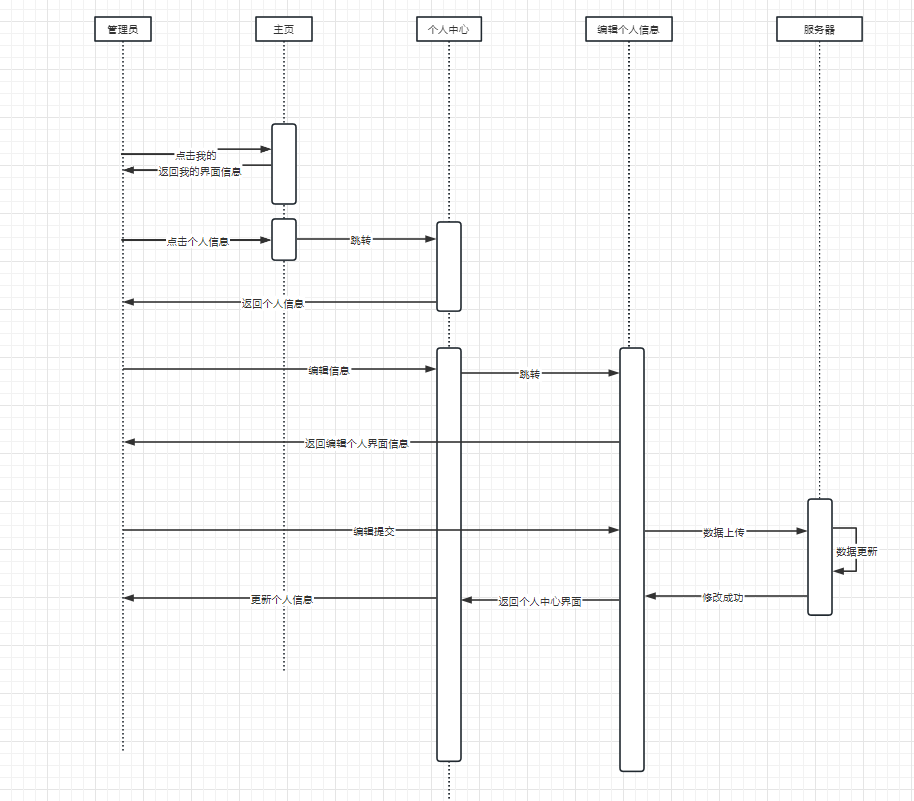 管理员
主页
个人中心
编辑个人信息
服务器
点击我的
返回我的界面信息
点击个人信息
跳转
返回个人信息
编辑信息
跳转
返回编辑个人界面信息
编辑提交
数据上传
数据更新
更新个人信息
返回个人中心界面
修改成功